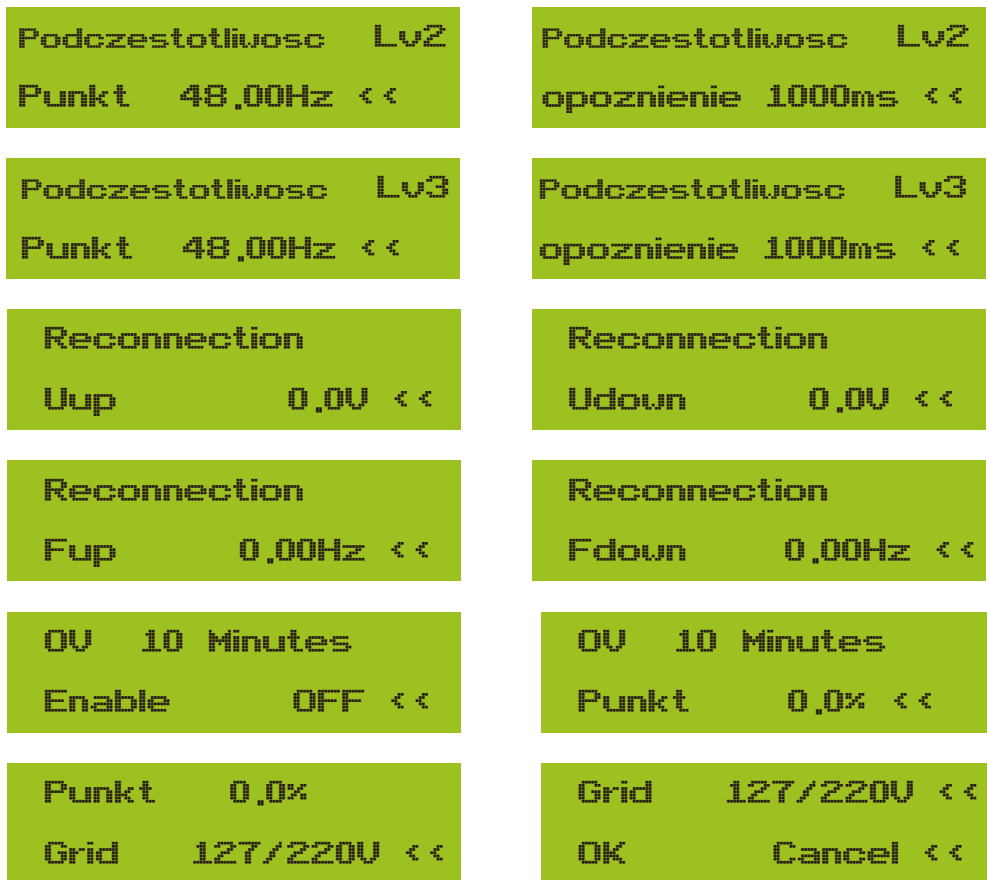 Podczestotliwosc Lv2
Punkt 48.00Hz <<
Podczestotliwosc Lv2
opoznienie 1000ms <<
Podczestotliwosc Lv3
Punkt 48.00Hz <<
Podczestotliwosc Lv3
opoznienie 1000ms <<
Reconnection
Uup 0.0V <<
Reconnection
Udown 0.0V <<
Reconnection
Fup 0.00Hz <<
Reconnection
Fdown 0.00Hz <<
OV 10 Minutes
Enable OFF <<
OV 10 Minutes
Punkt 0.0% <<
Punkt 0.0%
Grid 127/220V <<
Grid 127/220V <<
OK Cancel <<